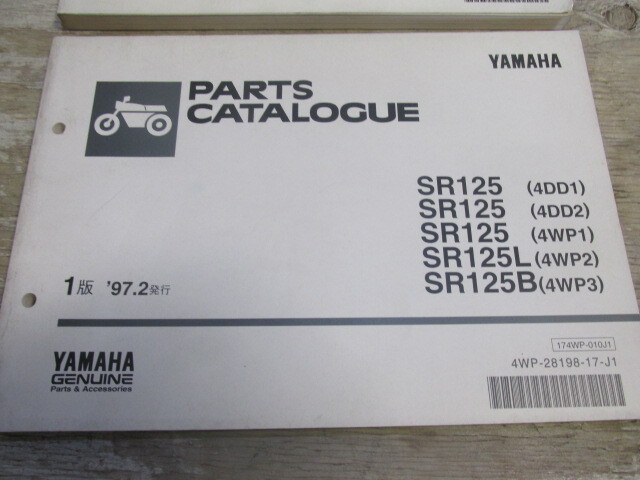 YAMAHA
PARTS
CATALOGUE
SR125 (4DD1)
SR125 (4DD2)
SR125 (4WP1)
SR125L (4WP2)
SR125B (4WP3)
1版 '97.2発行
174WP-010J1
4WP-28198-17-J1
YAMAHA
GENUINE
Parts & Accessories